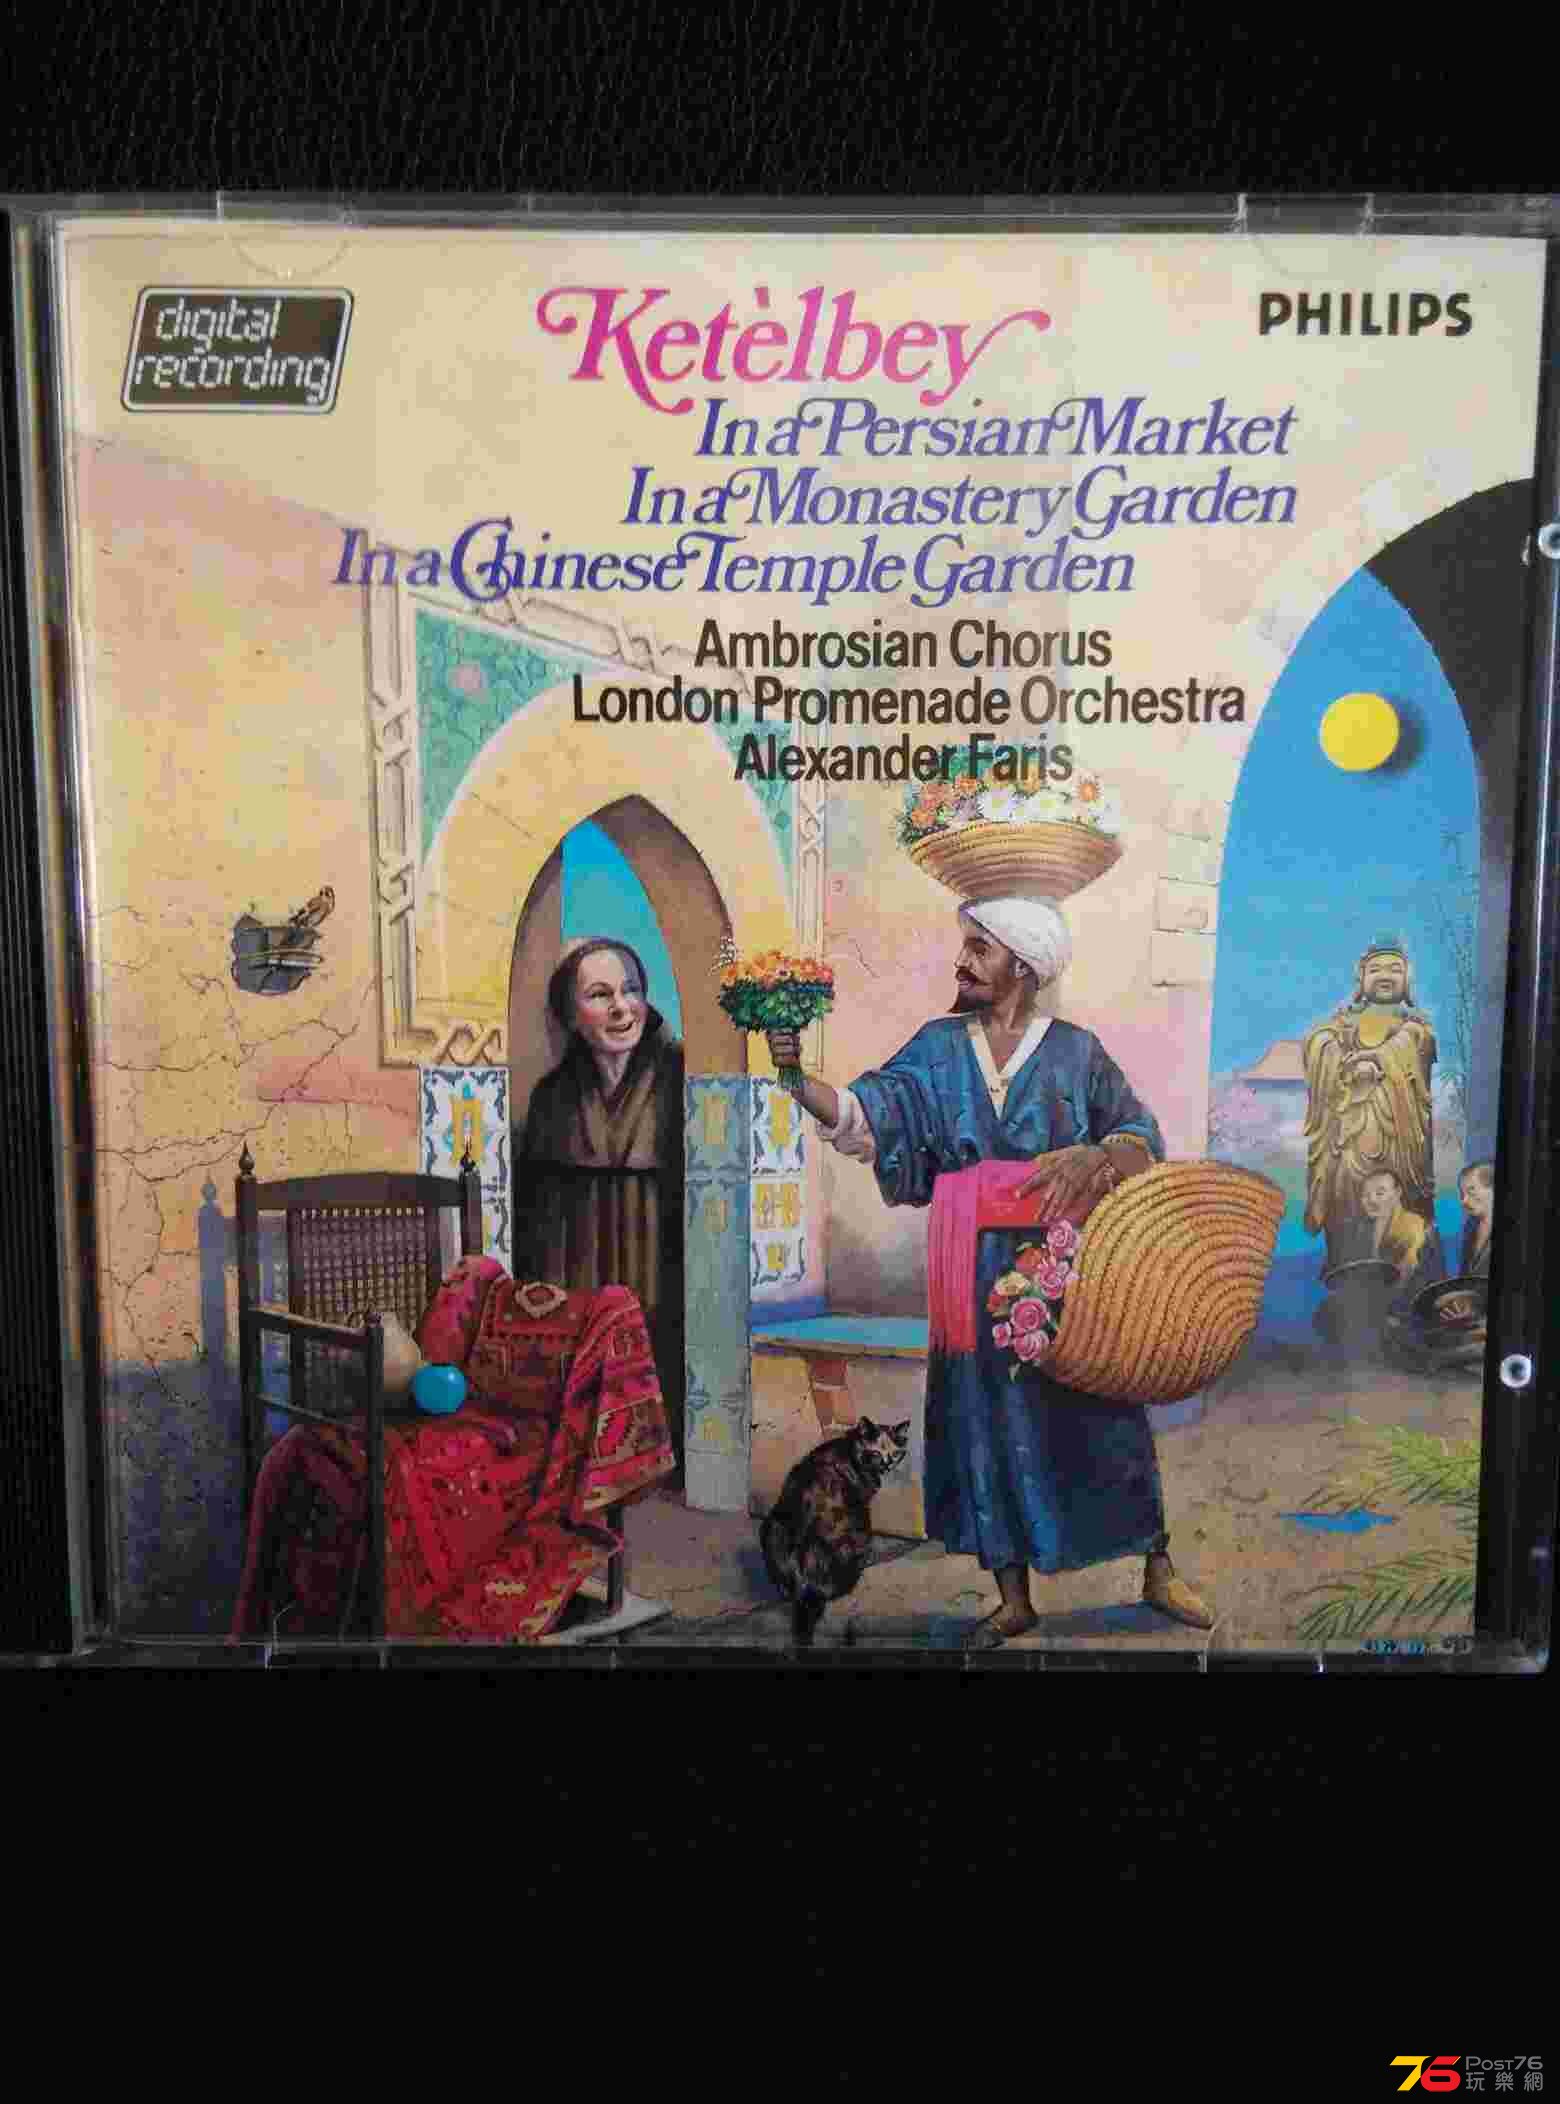 digital
recording
PHILIPS
Ketèlbey
In a Persian Market
In a Monastery Garden
In a Chinese Temple Garden
Ambrosian Chorus
London Promenade Orchestra
Alexander Faris
76 POST76
玩樂網